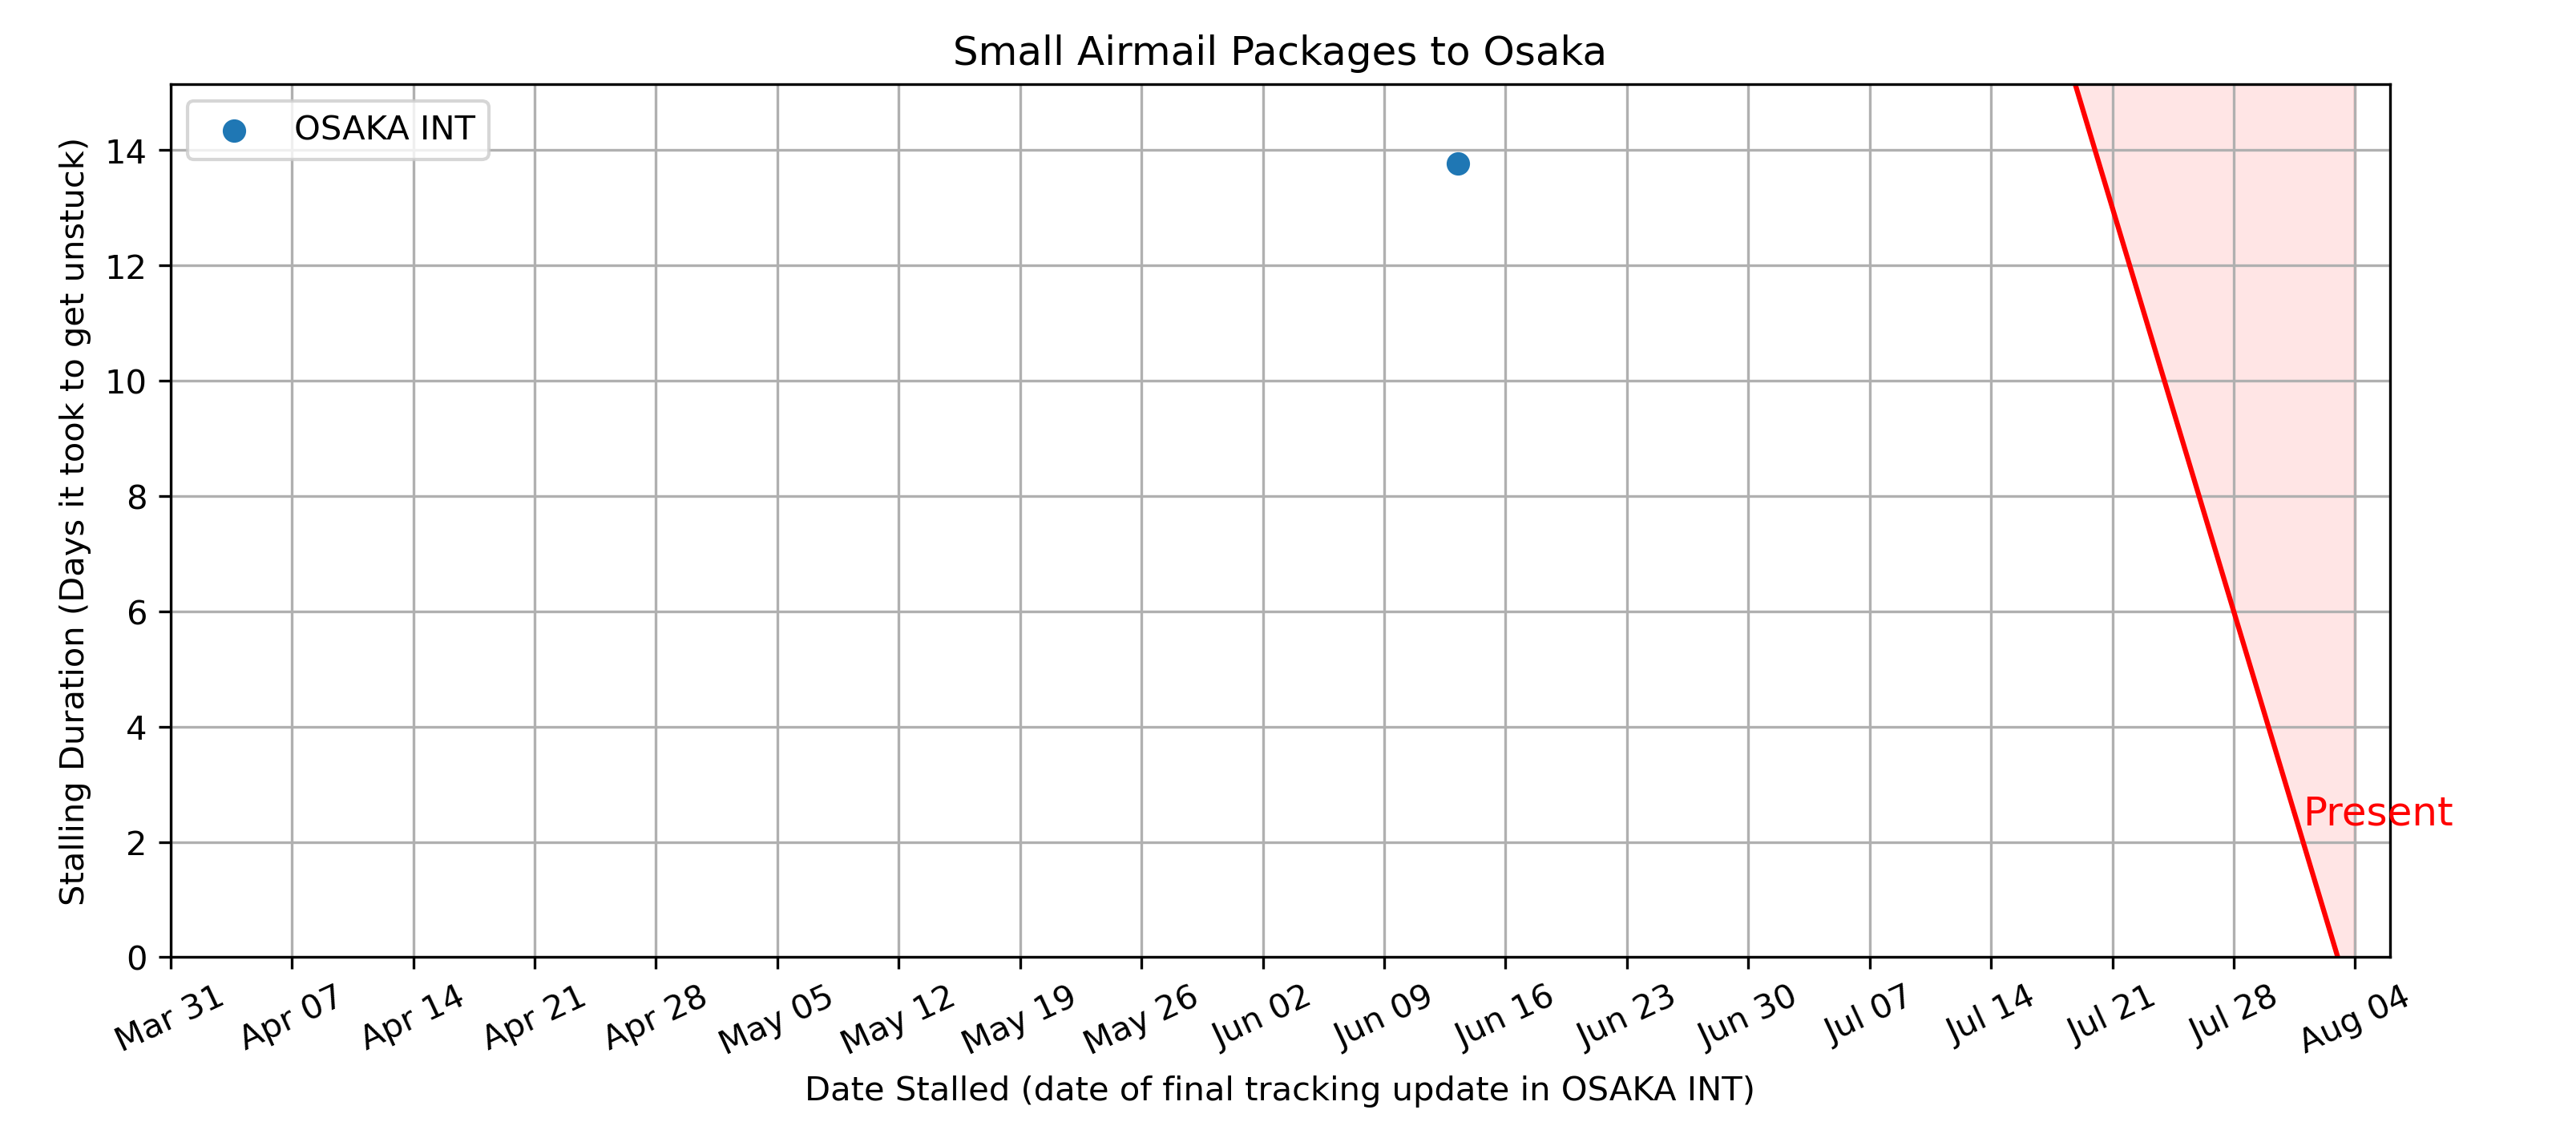 Small Airmail Packages to Osaka
OSAKA INT
Stalling Duration (Days it took to get unstuck)
14
12
10
8
6
4
2
0
Present
Mar 31 Apr 07 Apr 14 Apr 21 Apr 28 May 05 May 12 May 19 May 26 Jun 02 Jun 09 Jun 16 Jun 23 Jun 30 Jul 07 Jul 14 Jul 21 Jul 28 Aug 04
Date Stalled (date of final tracking update in OSAKA INT)